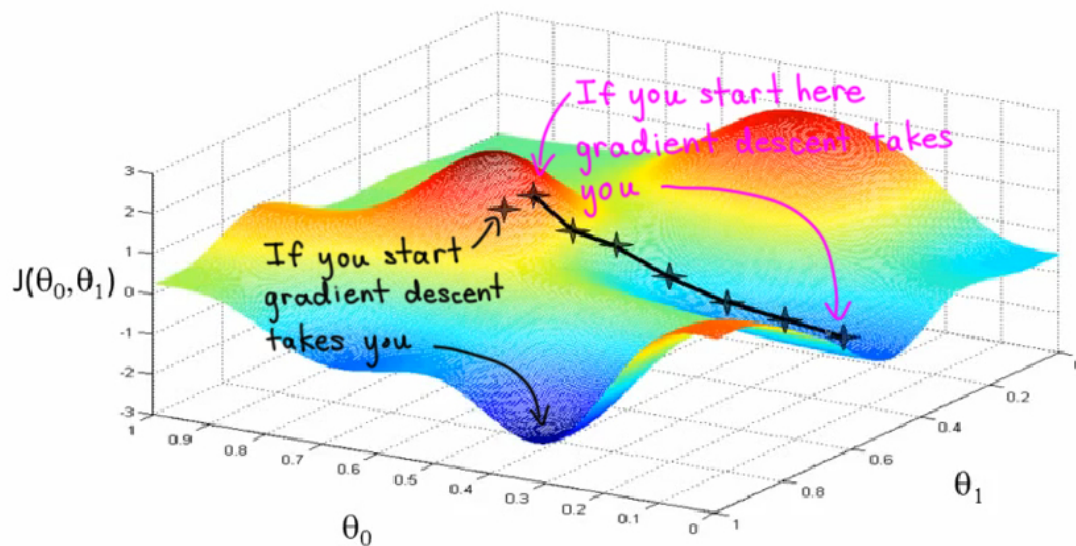 If you start here
gradient descent takes
you
If you start
gradient descent
takes you
J(θ₀,θ₁)
3
2
1
0
-1
-2
-3
1
0.9
0.8
0.7
0.6
0.5
0.4
0.3
0.2
0.1
0
θ₀
1
0.8
0.6
0.4
0.2
θ₁